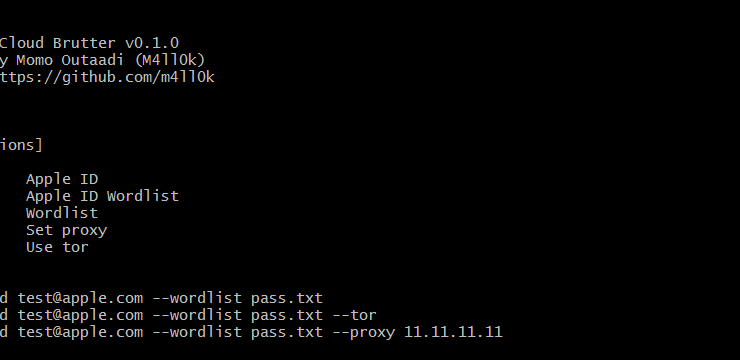 Cloud Brutter v0.1.0
y Momo Outaadi (M4ll0k)
ttps://github.com/m4ll0k
ions]
Apple ID
Apple ID Wordlist
Wordlist
Set proxy
Use tor
d test@apple.com --wordlist pass.txt
d test@apple.com --wordlist pass.txt --tor
d test@apple.com --wordlist pass.txt --proxy 11.11.11.11